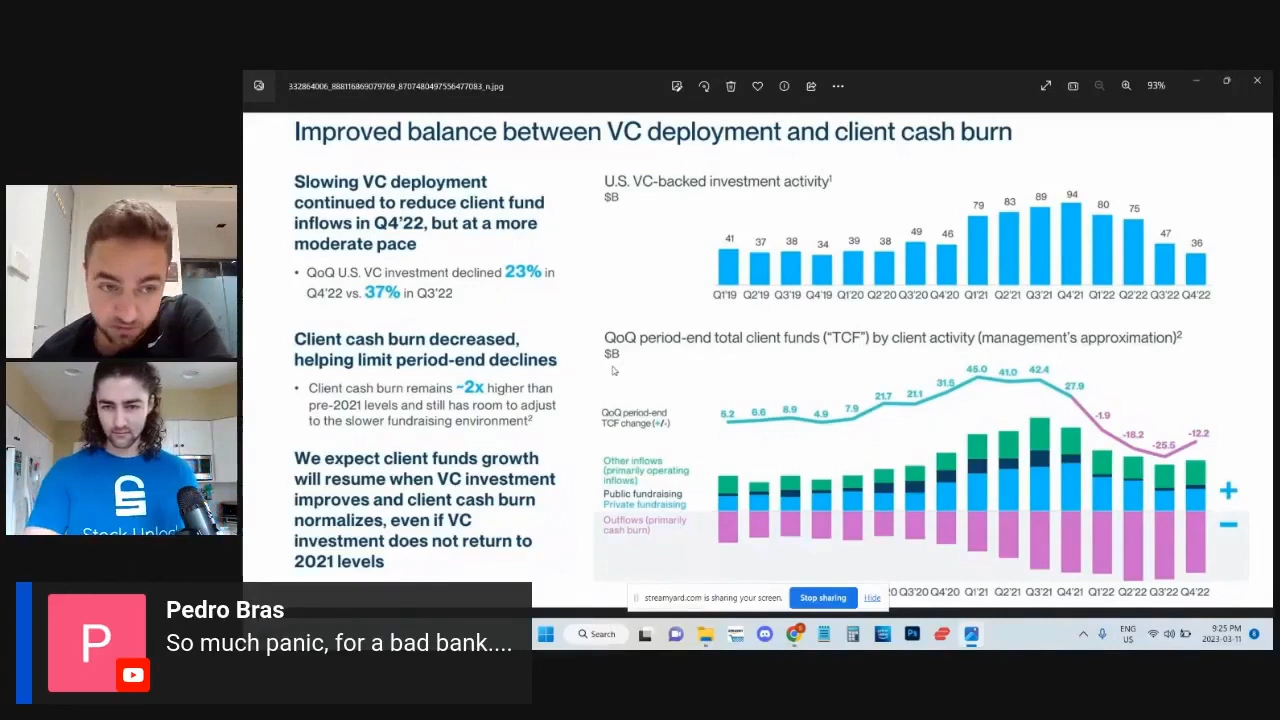 332864006_888116869079769_8707480497556477083_n.jpg
93%
Improved balance between VC deployment and client cash burn
Slowing VC deployment
continued to reduce client fund
inflows in Q4'22, but at a more
moderate pace
• QoQ U.S. VC investment declined 23% in
Q4'22 vs. 37% in Q3'22
Client cash burn decreased,
helping limit period-end declines
• Client cash burn remains ~2x higher than
pre-2021 levels and still has room to adjust
to the slower fundraising environment2
We expect client funds growth
will resume when VC investment
improves and client cash burn
normalizes, even if VC
investment does not return to
2021 levels
U.S. VC-backed investment activity1
$B
41 37 38 34 39 38 49 46 79 83 89 94 80 75 47 36
Q1'19 Q2'19 Q3'19 Q4'19 Q1'20 Q2'20 Q3'20 Q4'20 Q1'21 Q2'21 Q3'21 Q4'21 Q1'22 Q2'22 Q3'22 Q4'22
QoQ period-end total client funds ("TCF") by client activity (management's approximation)2
$B
QoQ period-end
TCF change (+/-)
5.2 6.6 8.9 4.9 7.9 21.7 21.1 31.5 45.0 41.0 42.4 27.9 -1.9 -16.2 -25.5 -12.2
Other inflows
(primarily operating
inflows)
Public fundraising
Private fundraising
+
Outflows (primarily
cash burn)
−
20 Q3'20 Q4'20 Q1'21 Q2'21 Q3'21 Q4'21 Q1'22 Q2'22 Q3'22 Q4'22
streamyard.com is sharing your screen.
Stop sharing
Hide
Search
ENG
US
9:25 PM
2023-03-11
Stock Unlock
P
Pedro Bras
So much panic, for a bad bank....